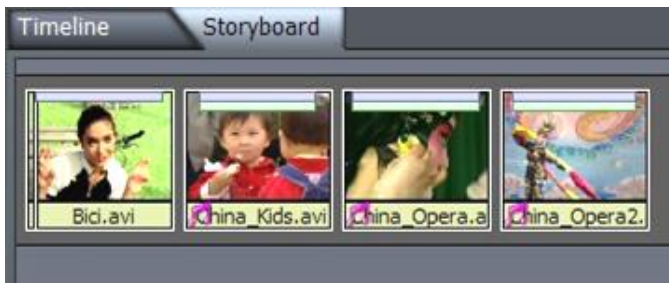 Timeline
Storyboard
Bici.avi
China_Kids.avi
China_Opera.a
China_Opera2.